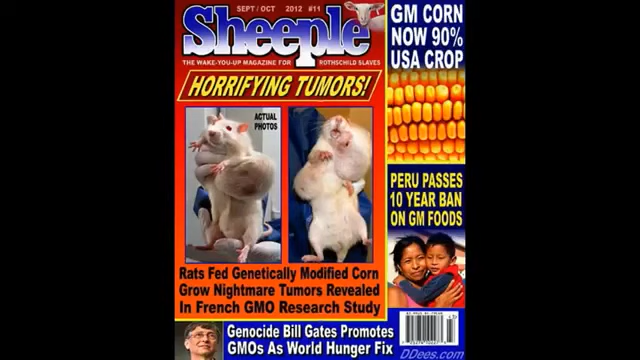 SEPT / OCT 2012 #11
Sheeple
THE WAKE-YOU-UP MAGAZINE FOR ROTHSCHILD SLAVES
HORRIFYING TUMORS!
ACTUAL
PHOTOS
Rats Fed Genetically Modified Corn
Grow Nightmare Tumors Revealed
In French GMO Research Study
Genocide Bill Gates Promotes
GMOs As World Hunger Fix
GM CORN
NOW 90%
USA CROP
PERU PASSES
10 YEAR BAN
ON GM FOODS
DDees.com